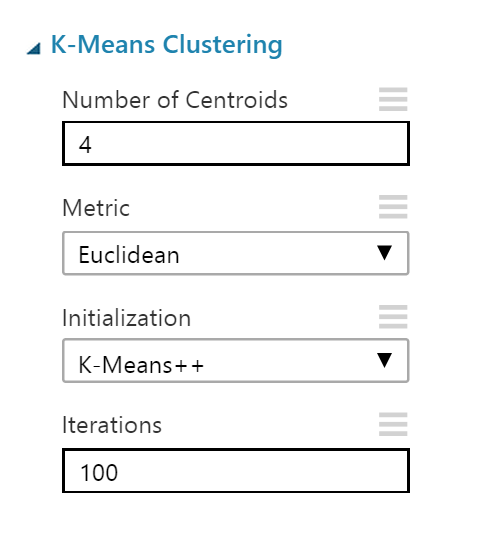 K-Means Clustering
Number of Centroids
4
Metric
Euclidean
Initialization
K-Means++
Iterations
100